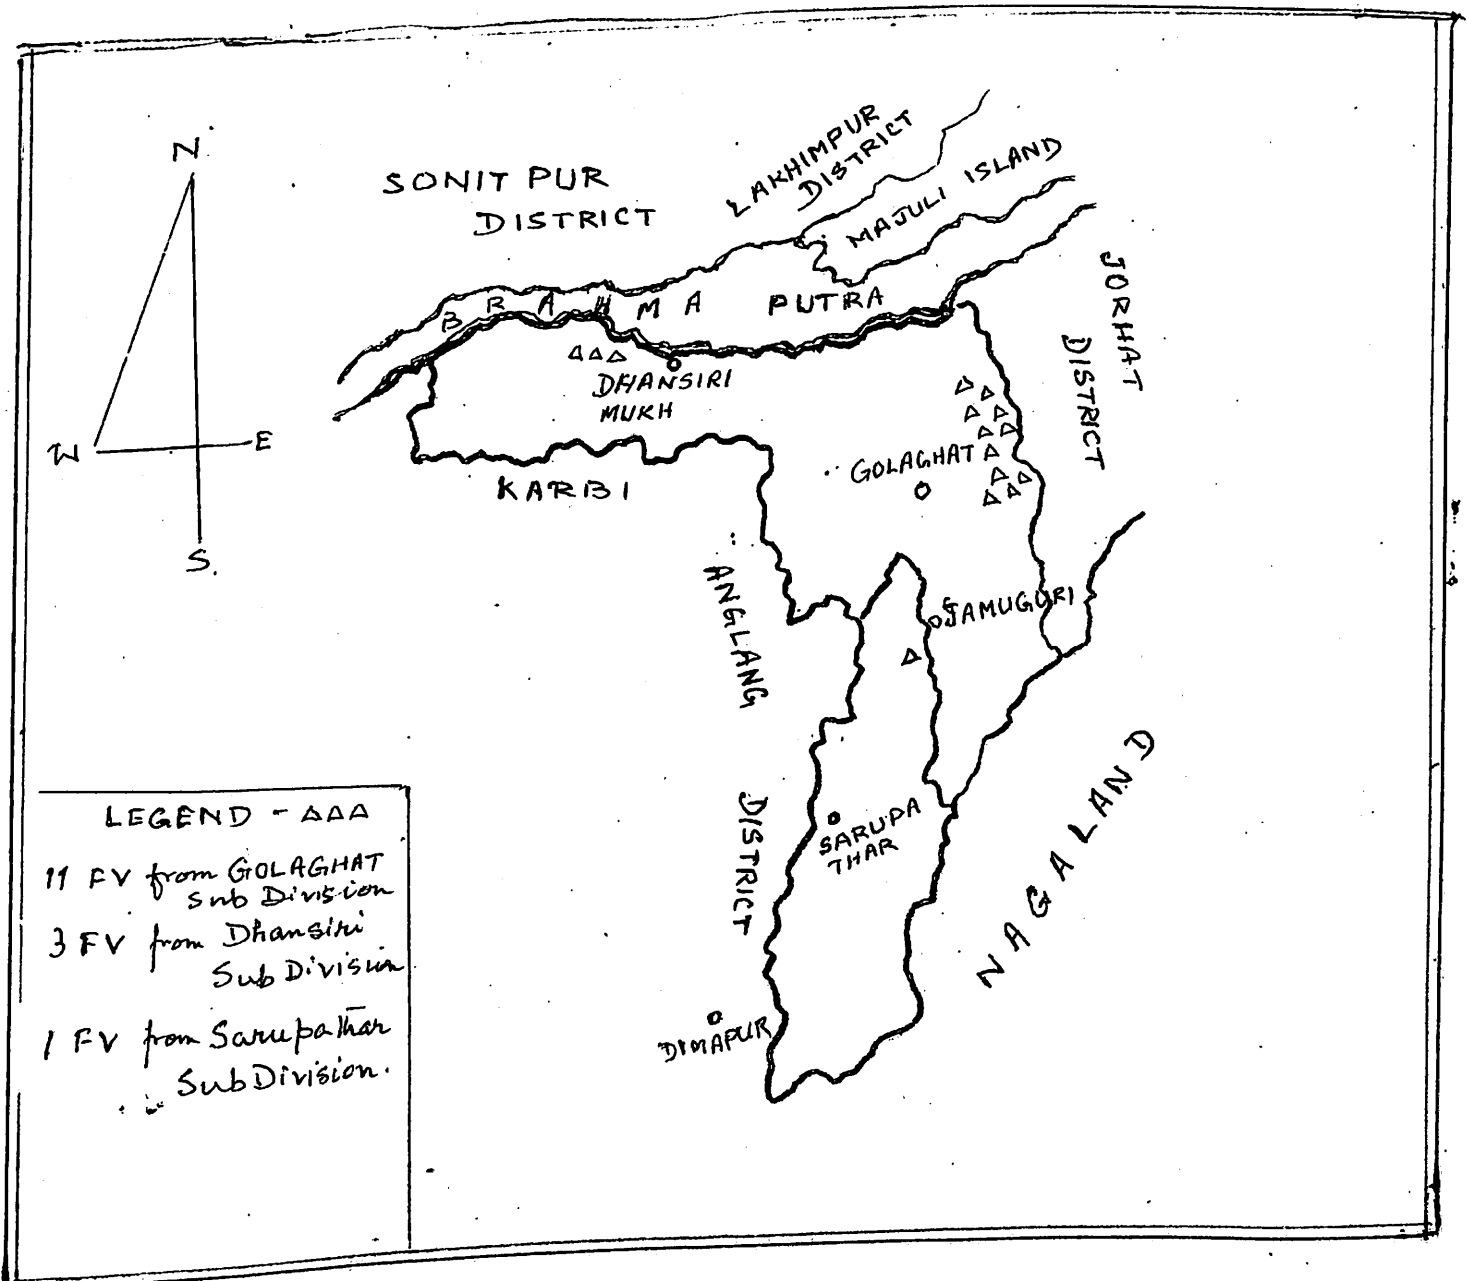 N
W
E
S.
SONIT PUR
DISTRICT
LAKHIMPUR
DISTRICT
MAJULI ISLAND
BRAHMA PUTRA
JORHAT
DISTRICT
DHANSIRI
MUKH
GOLAGHAT
KARBI
ANGLANG
DISTRICT
JAMUGURI
SARUPA
THAR
NAGALAND
DIMAPUR
LEGEND - ΔΔΔ
11 FV from GOLAGHAT
Sub Division
3 FV from Dhansiri
Sub Division
1 FV from Sarupathar
Sub Division.